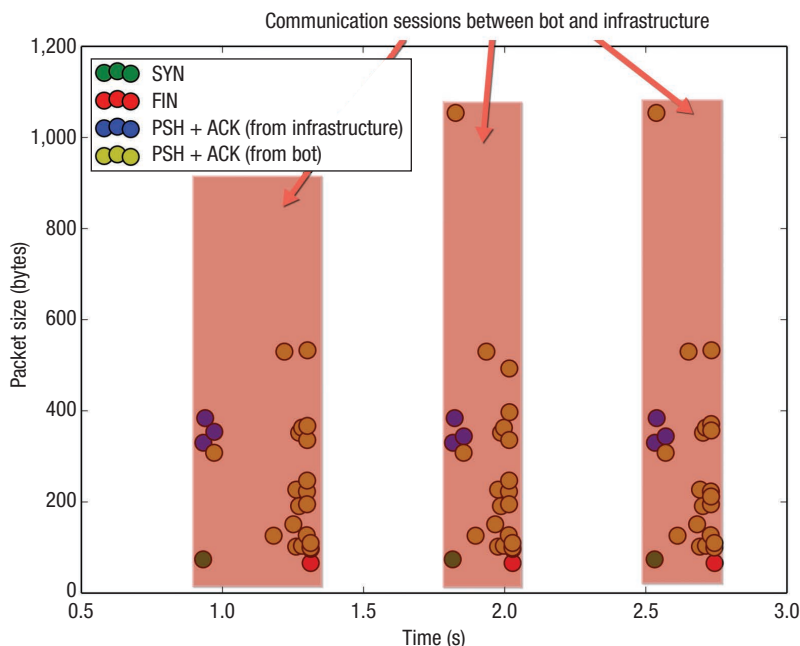 Communication sessions between bot and infrastructure
1,200
1,000
800
600
400
200
0
Packet size (bytes)
SYN
FIN
PSH + ACK (from infrastructure)
PSH + ACK (from bot)
0.5 1.0 1.5 2.0 2.5 3.0
Time (s)